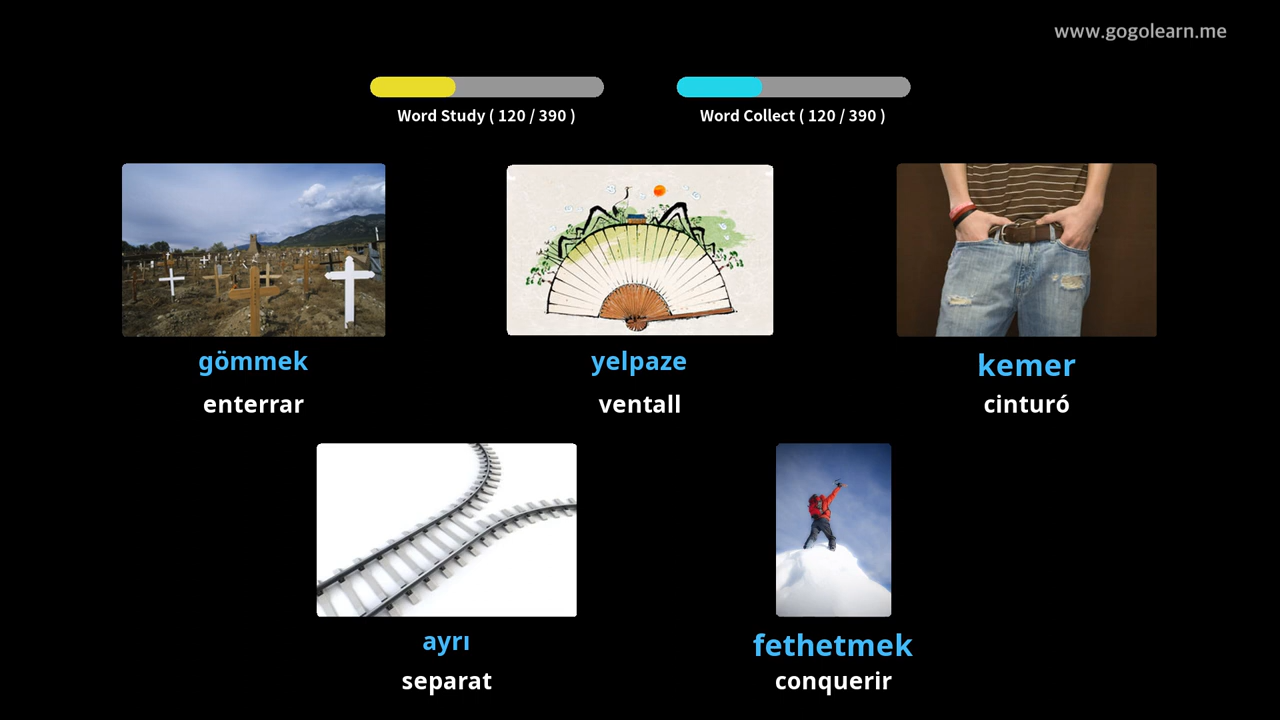 www.gogolearn.me
Word Study ( 120 / 390 )
Word Collect ( 120 / 390 )
gömmek
enterrar
yelpaze
ventall
kemer
cinturó
ayrı
separat
fethetmek
conquerir